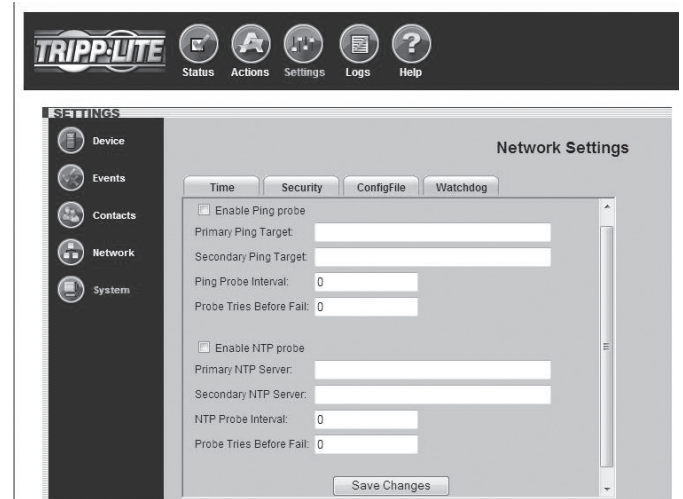 TRIPP·LITE
Status Actions Settings Logs Help
SETTINGS
Device
Events
Contacts
Network
System
Network Settings
Time Security ConfigFile Watchdog
Enable Ping probe
Primary Ping Target:
Secondary Ping Target:
Ping Probe Interval: 0
Probe Tries Before Fail: 0
Enable NTP probe
Primary NTP Server:
Secondary NTP Server:
NTP Probe Interval: 0
Probe Tries Before Fail: 0
Save Changes